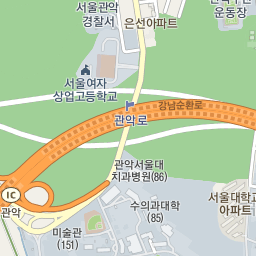 서울관악
경찰서
은선아파트
운동장
서울여자
상업고등학교
강남순환로
관악로
관악서울대
치과병원(86)
IC
관악
수의과대학
(85)
서울대학교
아파트
미술관
(151)